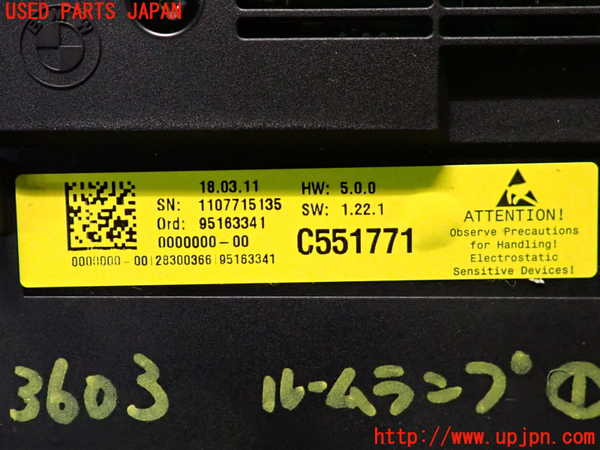 USED PARTS JAPAN
18.03.11
HW: 5.0.0
SN: 1107715135
SW: 1.22.1
Ord: 95163341
0000000-00
C551771
0000000-00|28300366|95163341
ATTENTION!
Observe Precautions
for Handling!
Electrostatic
Sensitive Devices!
3603 ルームランプ ①
http://www.upjpn.com